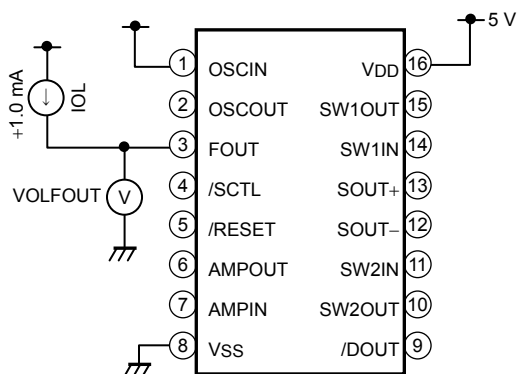 5 V
1 OSCIN VDD 16
2 OSCOUT SW1OUT 15
+1.0 mA
IOL
3 FOUT SW1IN 14
4 /SCTL SOUT+ 13
VOLFOUT V
5 /RESET SOUT− 12
6 AMPOUT SW2IN 11
7 AMPIN SW2OUT 10
8 VSS /DOUT 9